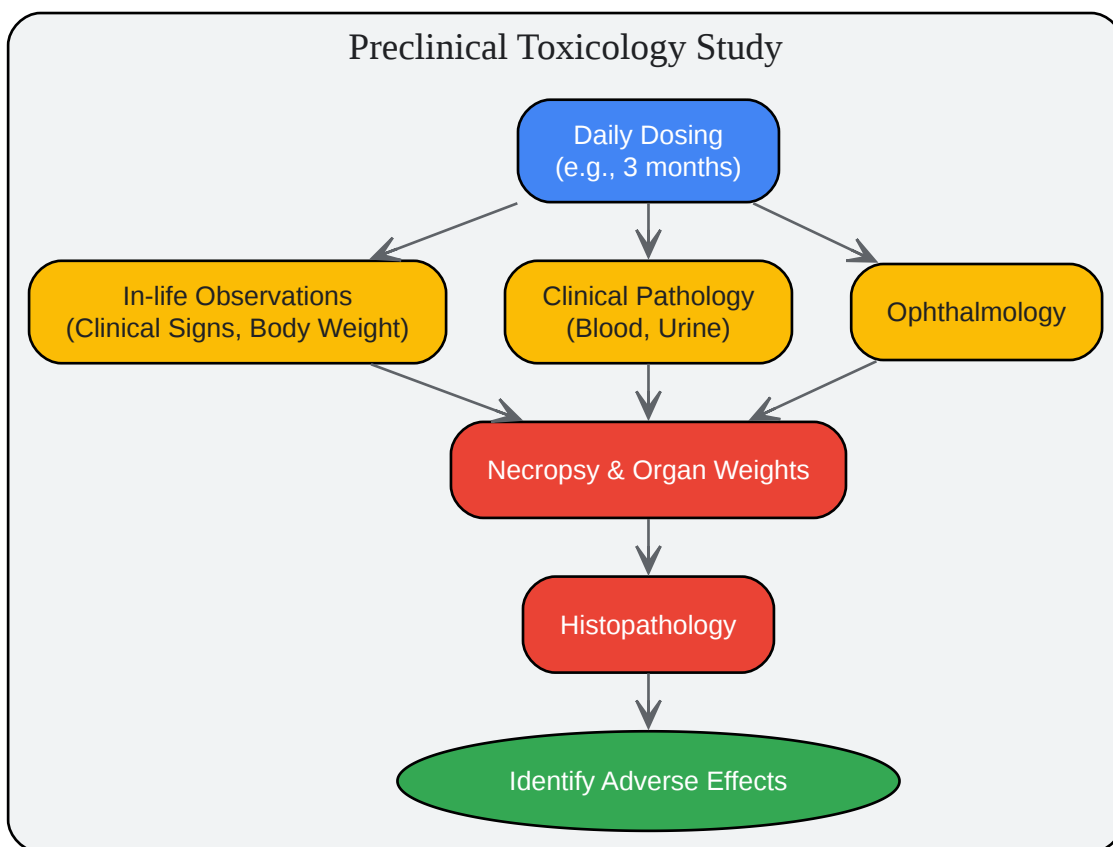 Preclinical Toxicology Study
Daily Dosing
(e.g., 3 months)
In-life Observations
(Clinical Signs, Body Weight)
Clinical Pathology
(Blood, Urine)
Ophthalmology
Necropsy & Organ Weights
Histopathology
Identify Adverse Effects